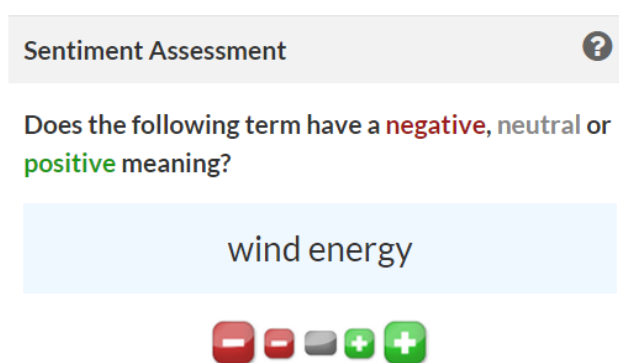 Sentiment Assessment ?
Does the following term have a negative, neutral or
positive meaning?
wind energy